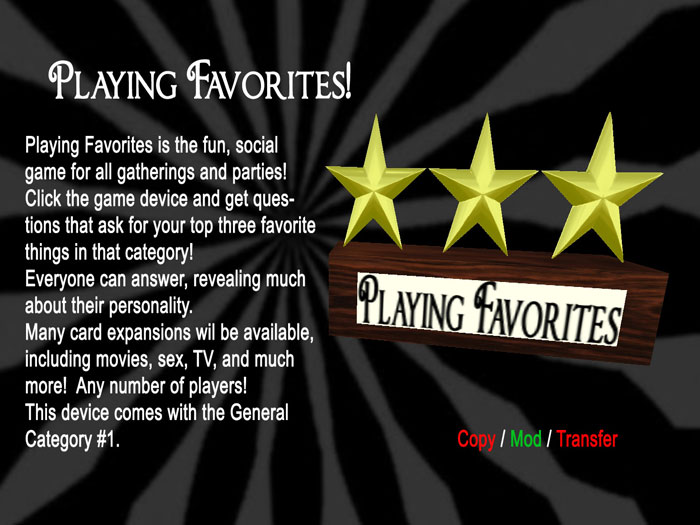 Playing Favorites!
Playing Favorites is the fun, social
game for all gatherings and parties!
Click the game device and get ques-
tions that ask for your top three favorite
things in that category!
Everyone can answer, revealing much
about their personality.
Many card expansions wil be available,
including movies, sex, TV, and much
more!  Any number of players!
This device comes with the General
Category #1.
Playing Favorites
Copy / Mod / Transfer